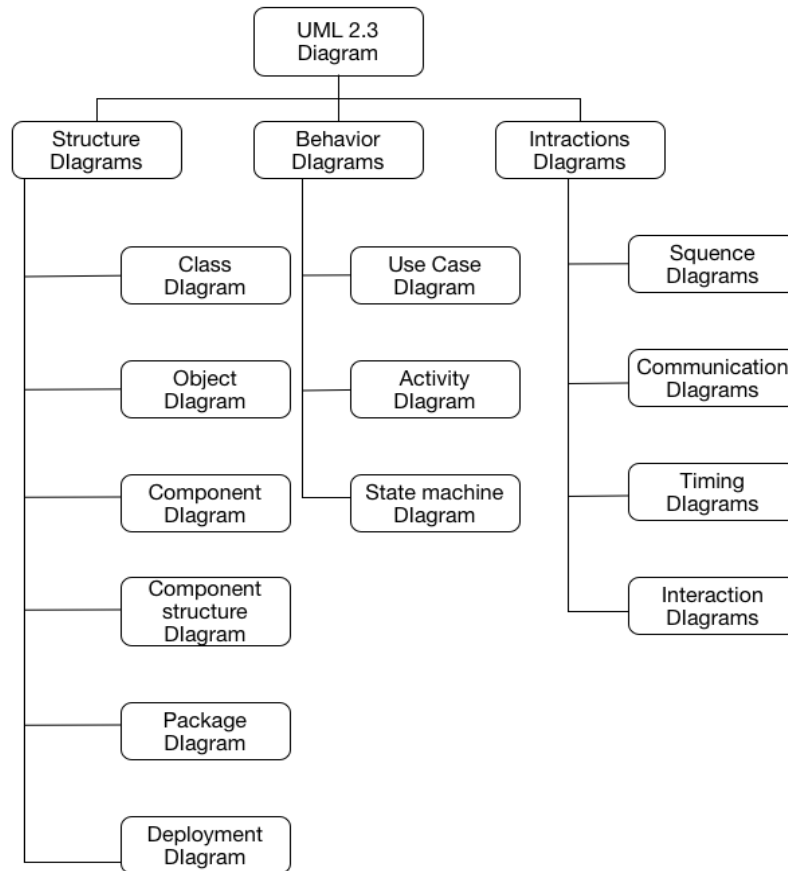 UML 2.3
Diagram
Structure
DIagrams
Behavior
DIagrams
Intractions
DIagrams
Class
DIagram
Object
DIagram
Component
DIagram
Component
structure
DIagram
Package
DIagram
Deployment
DIagram
Use Case
DIagram
Activity
DIagram
State machine
DIagram
Squence
DIagrams
Communication
DIagrams
Timing
DIagrams
Interaction
DIagrams